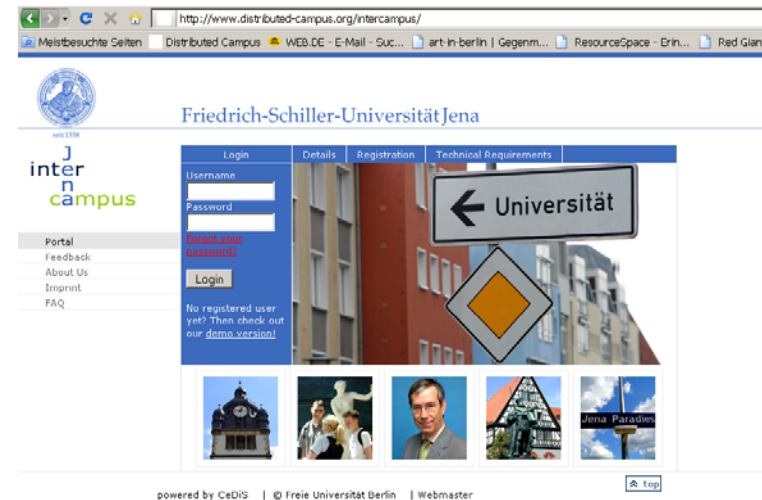 http://www.distributed-campus.org/intercampus/
Meistbesuchte Seiten Distributed Campus WEB.DE - E-Mail - Suc... art-in-berlin | Gegenm... ResourceSpace - Erin... Red Gian
Friedrich-Schiller-Universität Jena
seit 1558
J
inter
n
campus
Login Details Registration Technical Requirements
Username
Password
Forgot your
password?
Login
No registered user
yet? Then check out
our demo version!
Portal
Feedback
About Us
Imprint
FAQ
Universität
Jena Paradies
top
powered by CeDiS | © Freie Universität Berlin | Webmaster